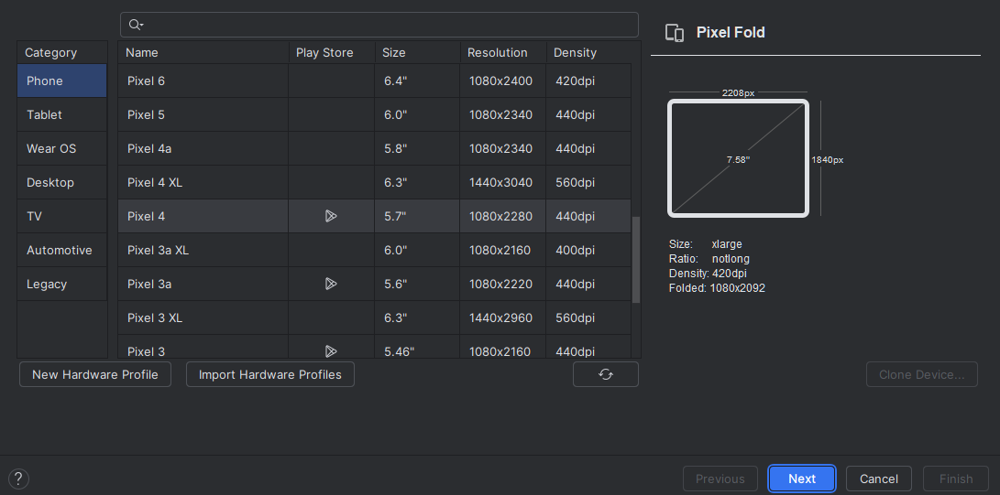 Category
Phone
Tablet
Wear OS
Desktop
TV
Automotive
Legacy
Name Play Store Size Resolution Density
Pixel 6 6.4" 1080x2400 420dpi
Pixel 5 6.0" 1080x2340 440dpi
Pixel 4a 5.8" 1080x2340 440dpi
Pixel 4 XL 6.3" 1440x3040 560dpi
Pixel 4 5.7" 1080x2280 440dpi
Pixel 3a XL 6.0" 1080x2160 400dpi
Pixel 3a 5.6" 1080x2220 440dpi
Pixel 3 XL 6.3" 1440x2960 560dpi
Pixel 3 5.46" 1080x2160 440dpi
New Hardware Profile
Import Hardware Profiles
Pixel Fold
2208px
7.58"
1840px
Size: xlarge
Ratio: notlong
Density: 420dpi
Folded: 1080x2092
Clone Device...
?
Previous
Next
Cancel
Finish